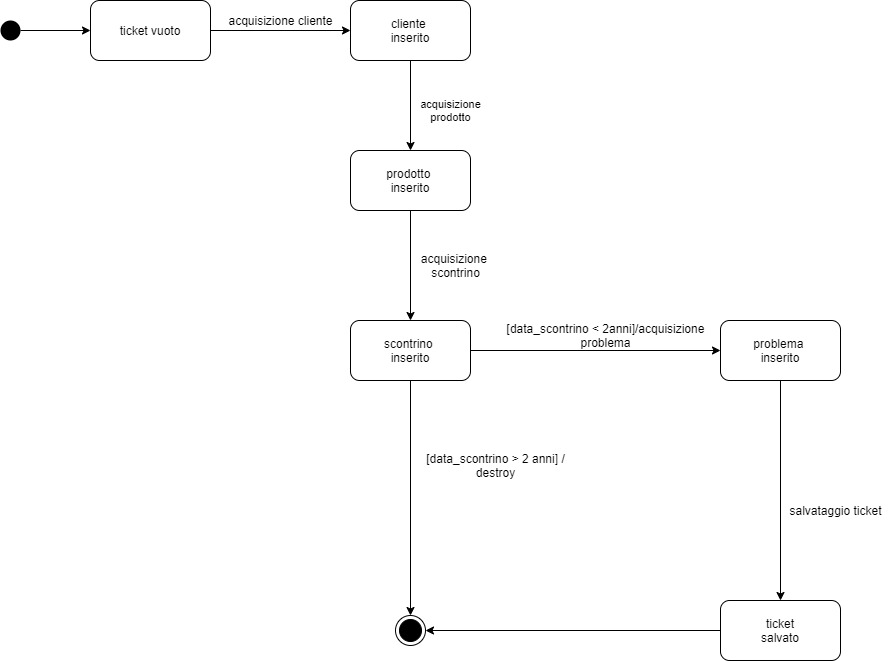 ticket vuoto
acquisizione cliente
cliente
inserito
acquisizione
prodotto
prodotto
inserito
acquisizione
scontrino
scontrino
inserito
[data_scontrino < 2anni]/acquisizione
problema
problema
inserito
[data_scontrino > 2 anni] /
destroy
salvataggio ticket
ticket
salvato